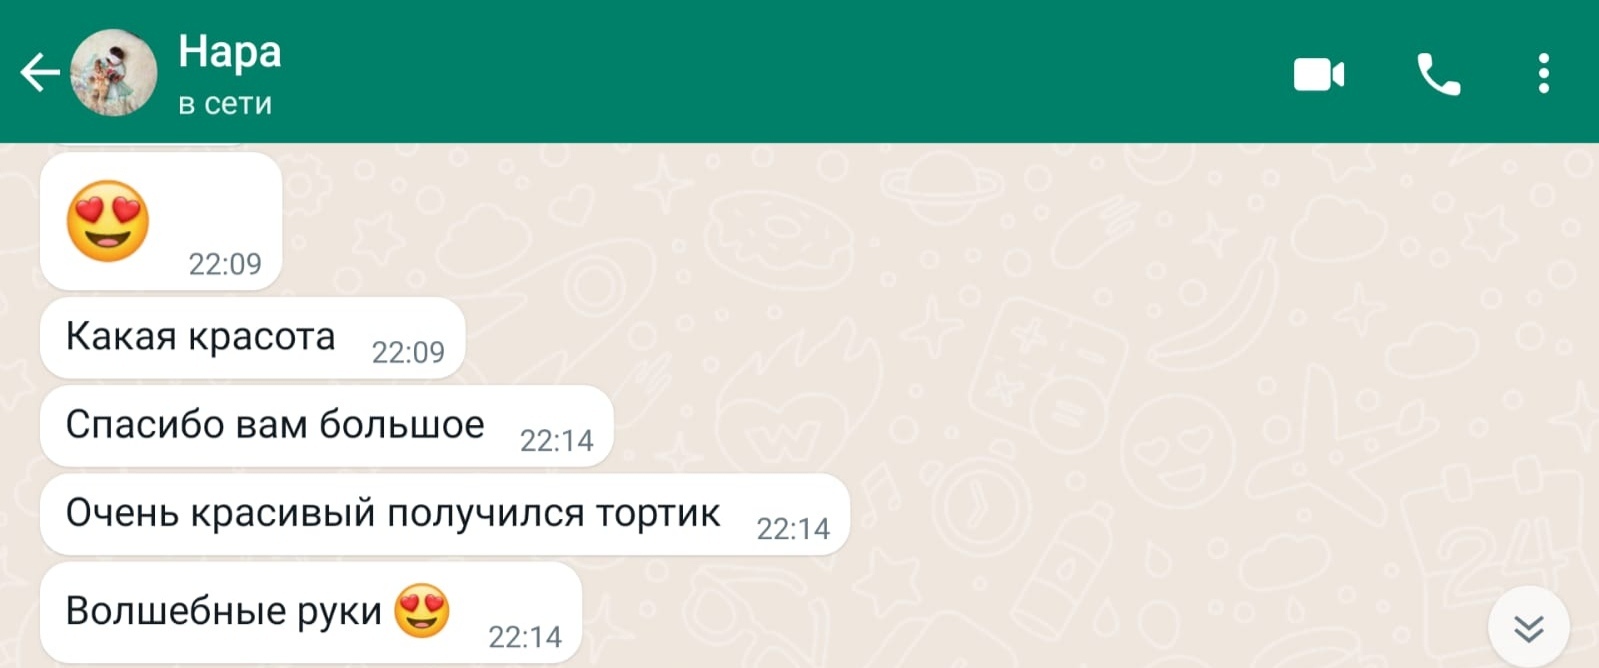 Нара
в сети
😍
22:09
Какая красота 22:09
Спасибо вам большое 22:14
Очень красивый получился тортик 22:14
Волшебные руки 😍 22:14